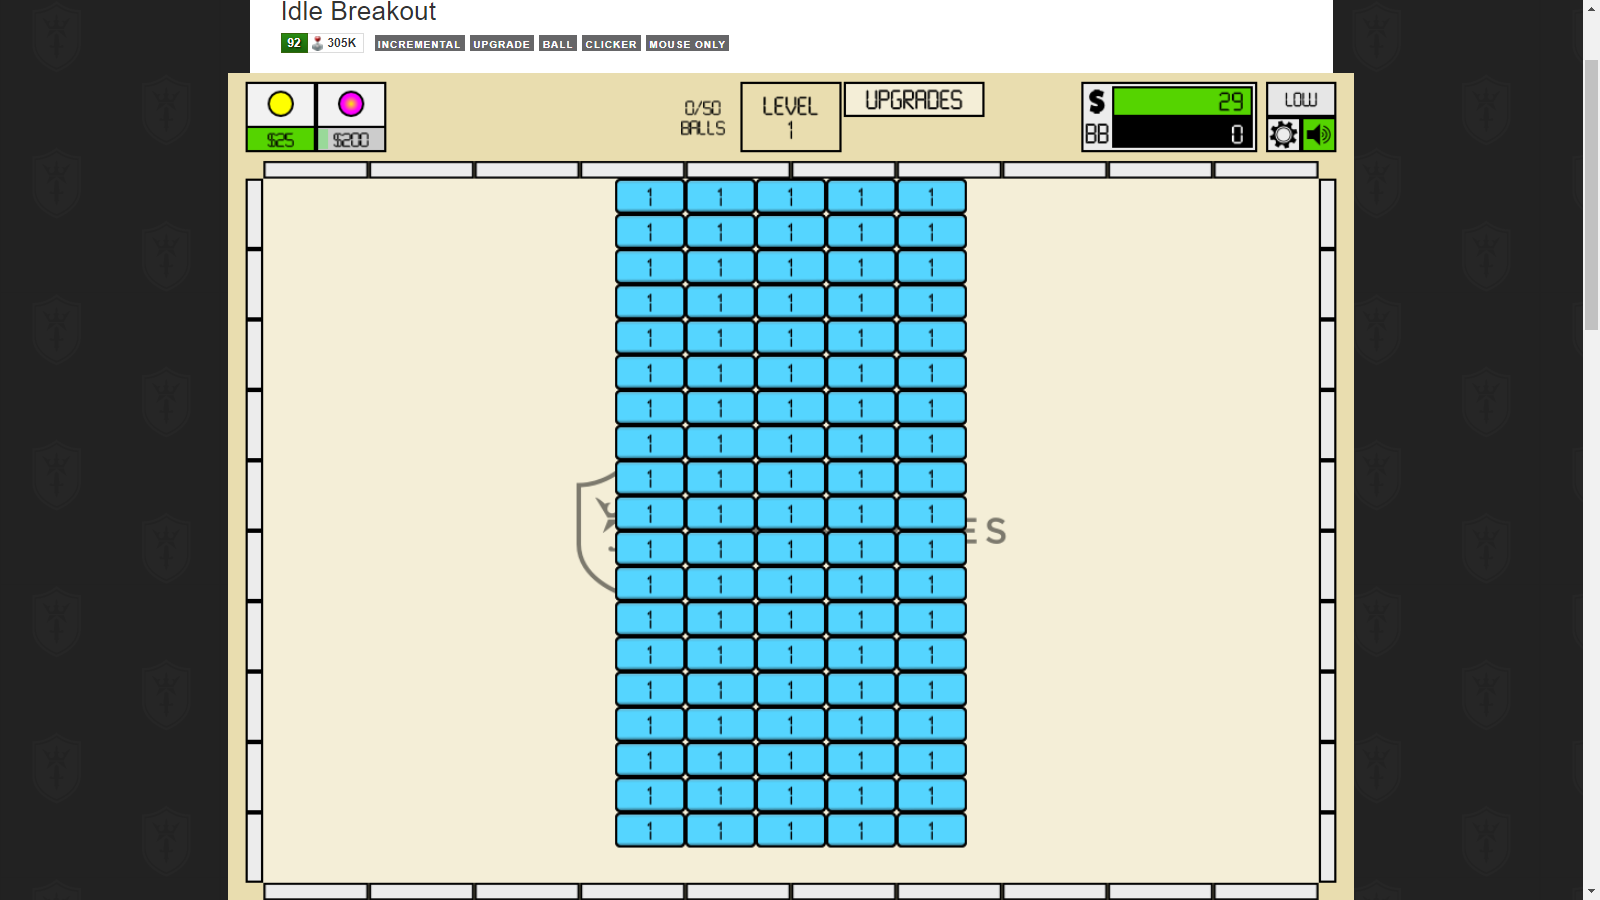 Idle Breakout
92 305K INCREMENTAL UPGRADE BALL CLICKER MOUSE ONLY
$25 $200
0/50
BALLS
LEVEL
1
UPGRADES
$ 29
BB 0
LOW
1 1 1 1 1
1 1 1 1 1
1 1 1 1 1
1 1 1 1 1
1 1 1 1 1
1 1 1 1 1
1 1 1 1 1
1 1 1 1 1
1 1 1 1 1
1 1 1 1 1
ES
1 1 1 1 1
1 1 1 1 1
1 1 1 1 1
1 1 1 1 1
1 1 1 1 1
1 1 1 1 1
1 1 1 1 1
1 1 1 1 1
1 1 1 1 1